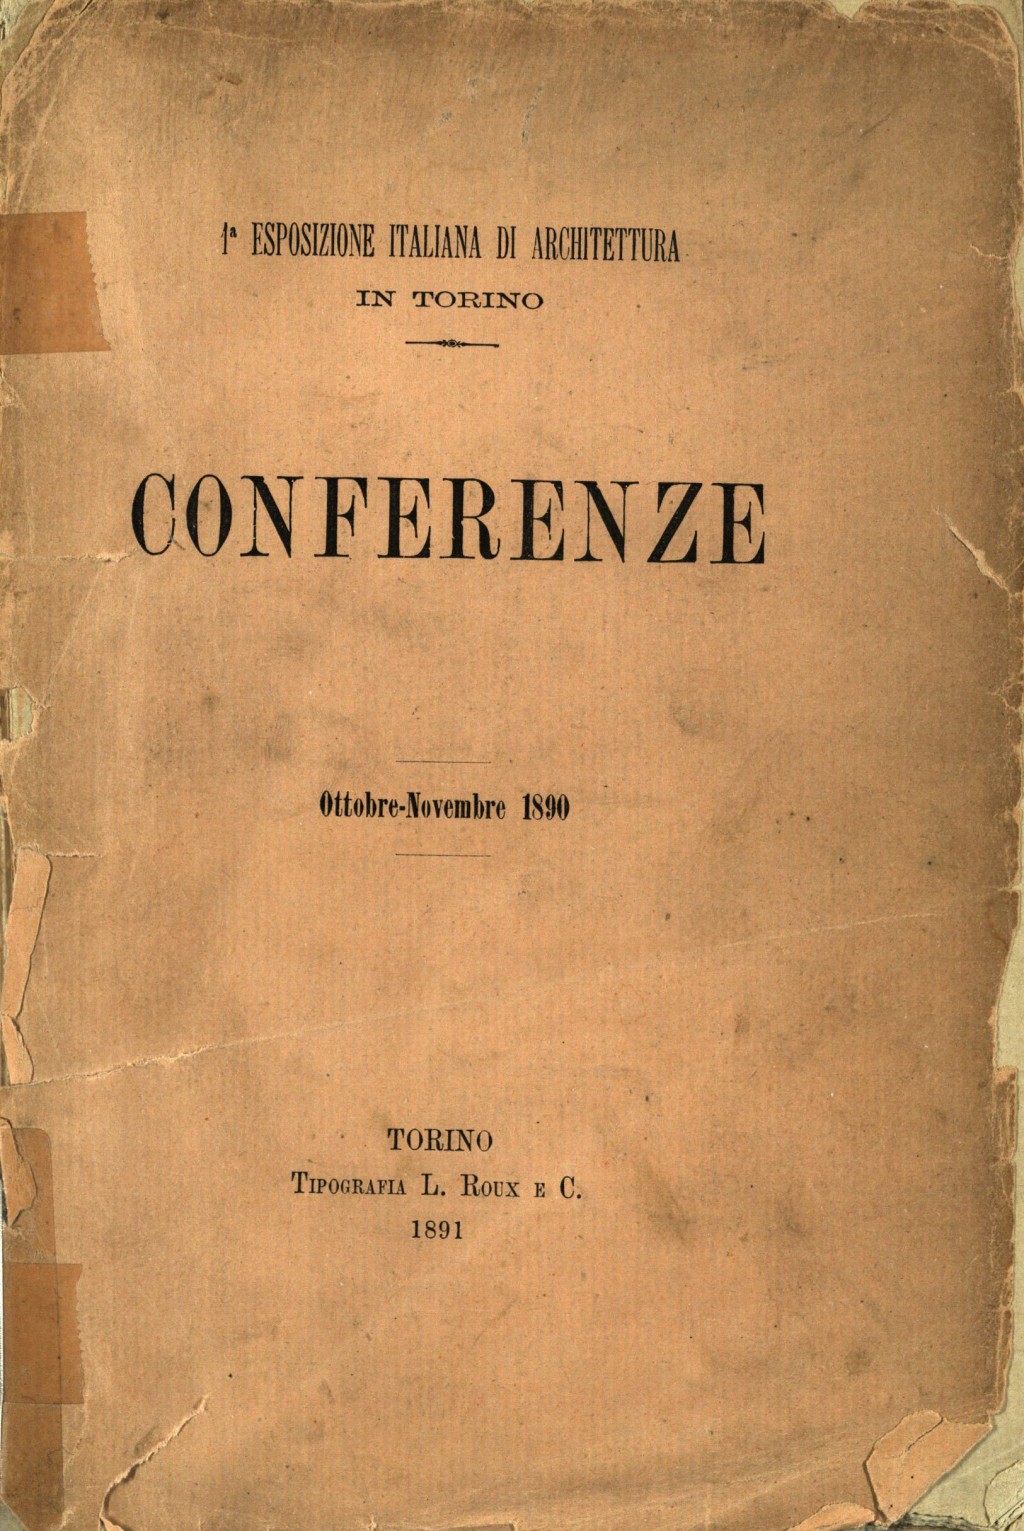 1ª ESPOSIZIONE ITALIANA DI ARCHITETTURA
IN TORINO
CONFERENZE
Ottobre-Novembre 1890
TORINO
TIPOGRAFIA L. ROUX E C.
1891